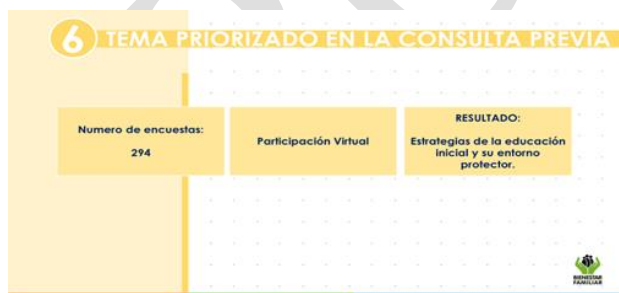 6 TEMA PRIORIZADO EN LA CONSULTA PREVIA
Numero de encuestas:
294
Participación Virtual
RESULTADO:
Estrategias de la educación
inicial y su entorno
protector.
BIENESTAR
FAMILIAR